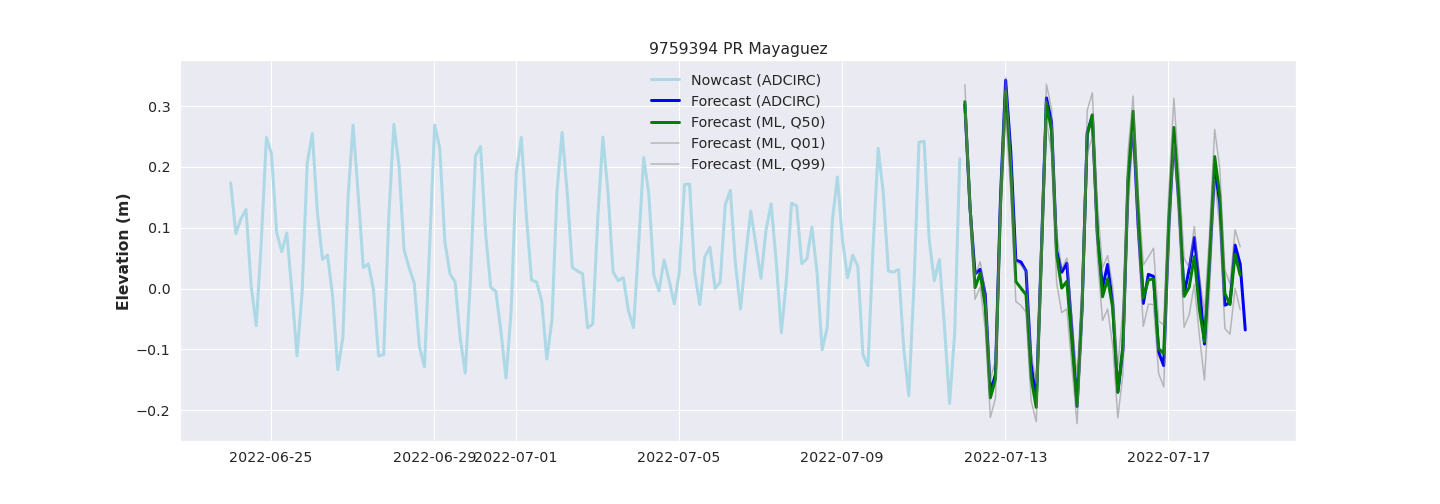 9759394 PR Mayaguez
Nowcast (ADCIRC)
Forecast (ADCIRC)
Forecast (ML, Q50)
Forecast (ML, Q01)
Forecast (ML, Q99)
Elevation (m)
0.3
0.2
0.1
0.0
−0.1
−0.2
2022-06-25
2022-06-29
2022-07-01
2022-07-05
2022-07-09
2022-07-13
2022-07-17